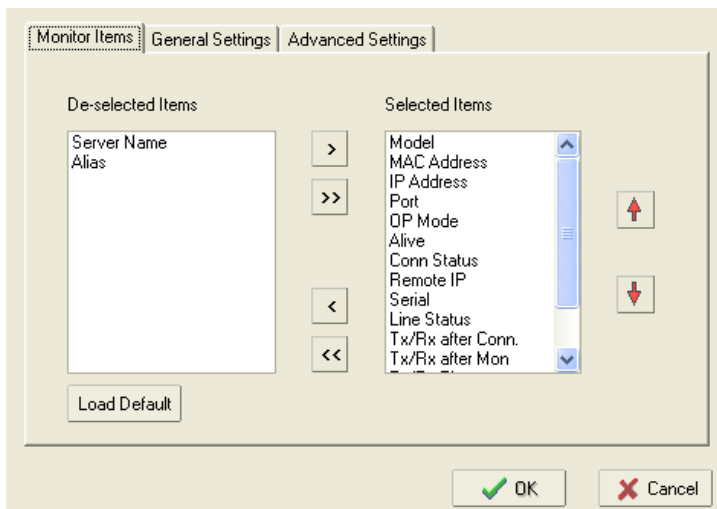 Monitor Items General Settings Advanced Settings
De-selected Items
Server Name
Alias
>
>>
<
<<
Load Default
Selected Items
Model
MAC Address
IP Address
Port
OP Mode
Alive
Conn Status
Remote IP
Serial
Line Status
Tx/Rx after Conn.
Tx/Rx after Mon
OK Cancel